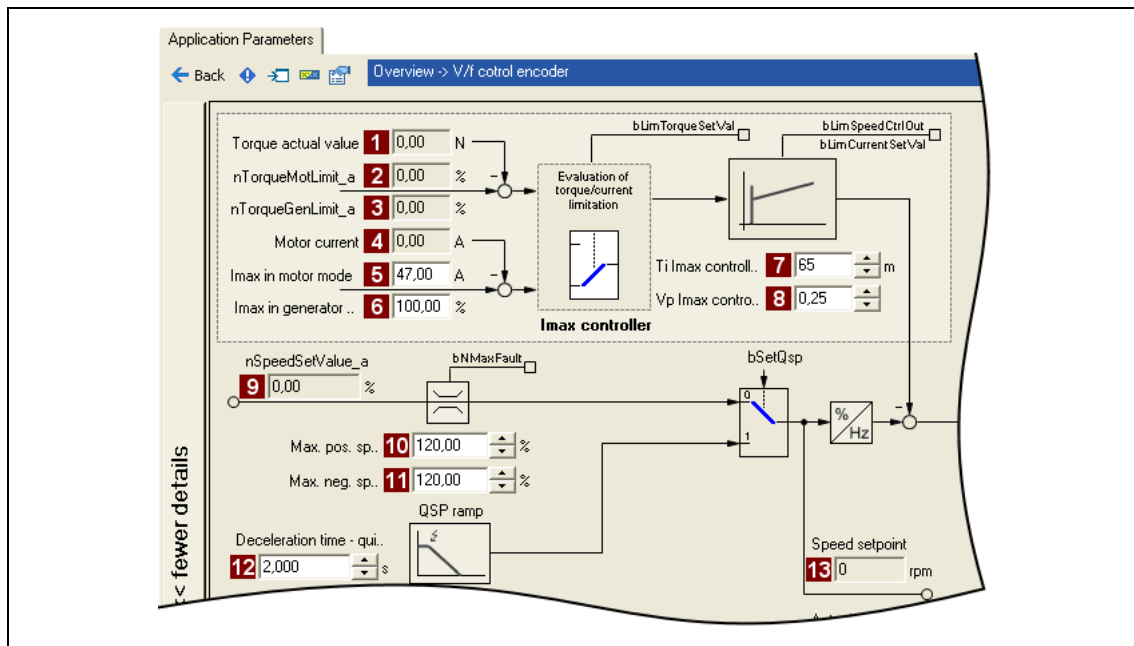 Application Parameters
Back
Overview -> V/f cotrol encoder
bLimTorqueSetVal
bLimSpeedCtrlOut
bLimCurrentSetVal
Torque actual value 1 0,00 N
nTorqueMotLimit_a 2 0,00 %
nTorqueGenLimit_a 3 0,00 %
Motor current 4 0,00 A
Imax in motor mode 5 47,00 A
Imax in generator .. 6 100,00 %
Evaluation of
torque/current
limitation
Imax controller
Ti Imax controll.. 7 65 m
Vp Imax contro.. 8 0,25
nSpeedSetValue_a
9 0,00 %
bNMaxFault
bSetQsp
0
1
%
Hz
Max. pos. sp.. 10 120,00 %
Max. neg. sp.. 11 120,00 %
QSP ramp
Deceleration time - qui..
12 2,000 s
Speed setpoint
13 0 rpm
<< fewer details